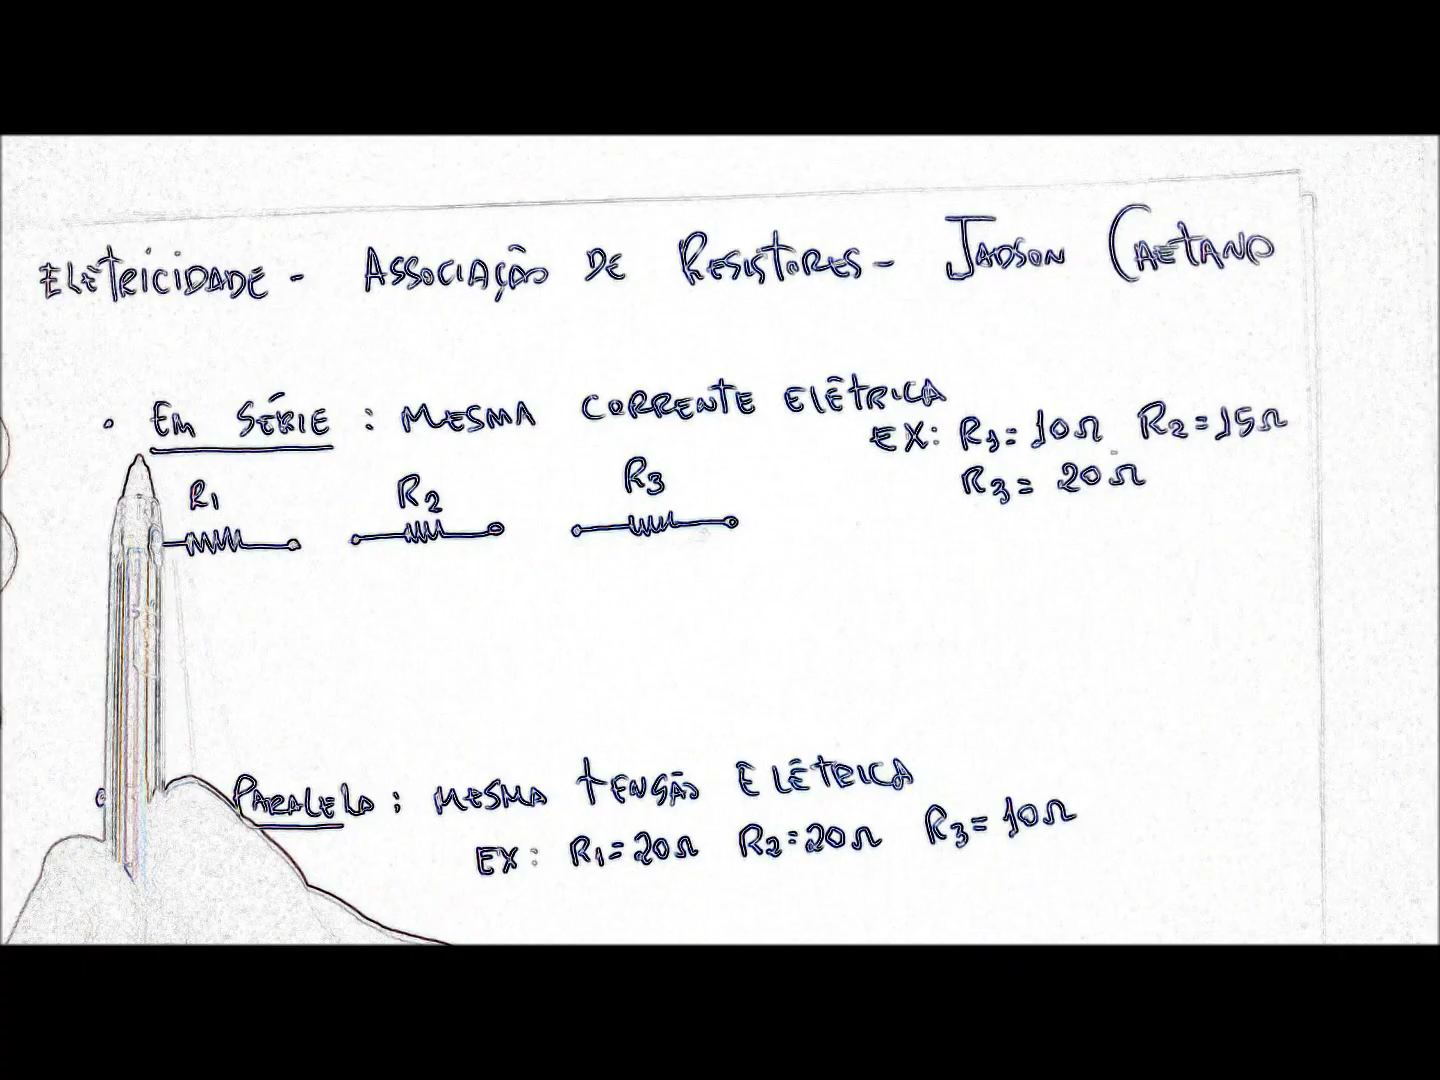 ELETRICIDADE - ASSOCIAÇÃO DE RESISTORES - JADSON CAETANO
• EM SÉRIE : MESMA CORRENTE ELÉTRICA
EX: R1 = 10Ω R2 = 15Ω
R3 = 20Ω
R1 R2 R3
PARALELO : MESMA TENSÃO ELÉTRICA
EX: R1 = 20Ω R2 = 20Ω R3 = 10Ω